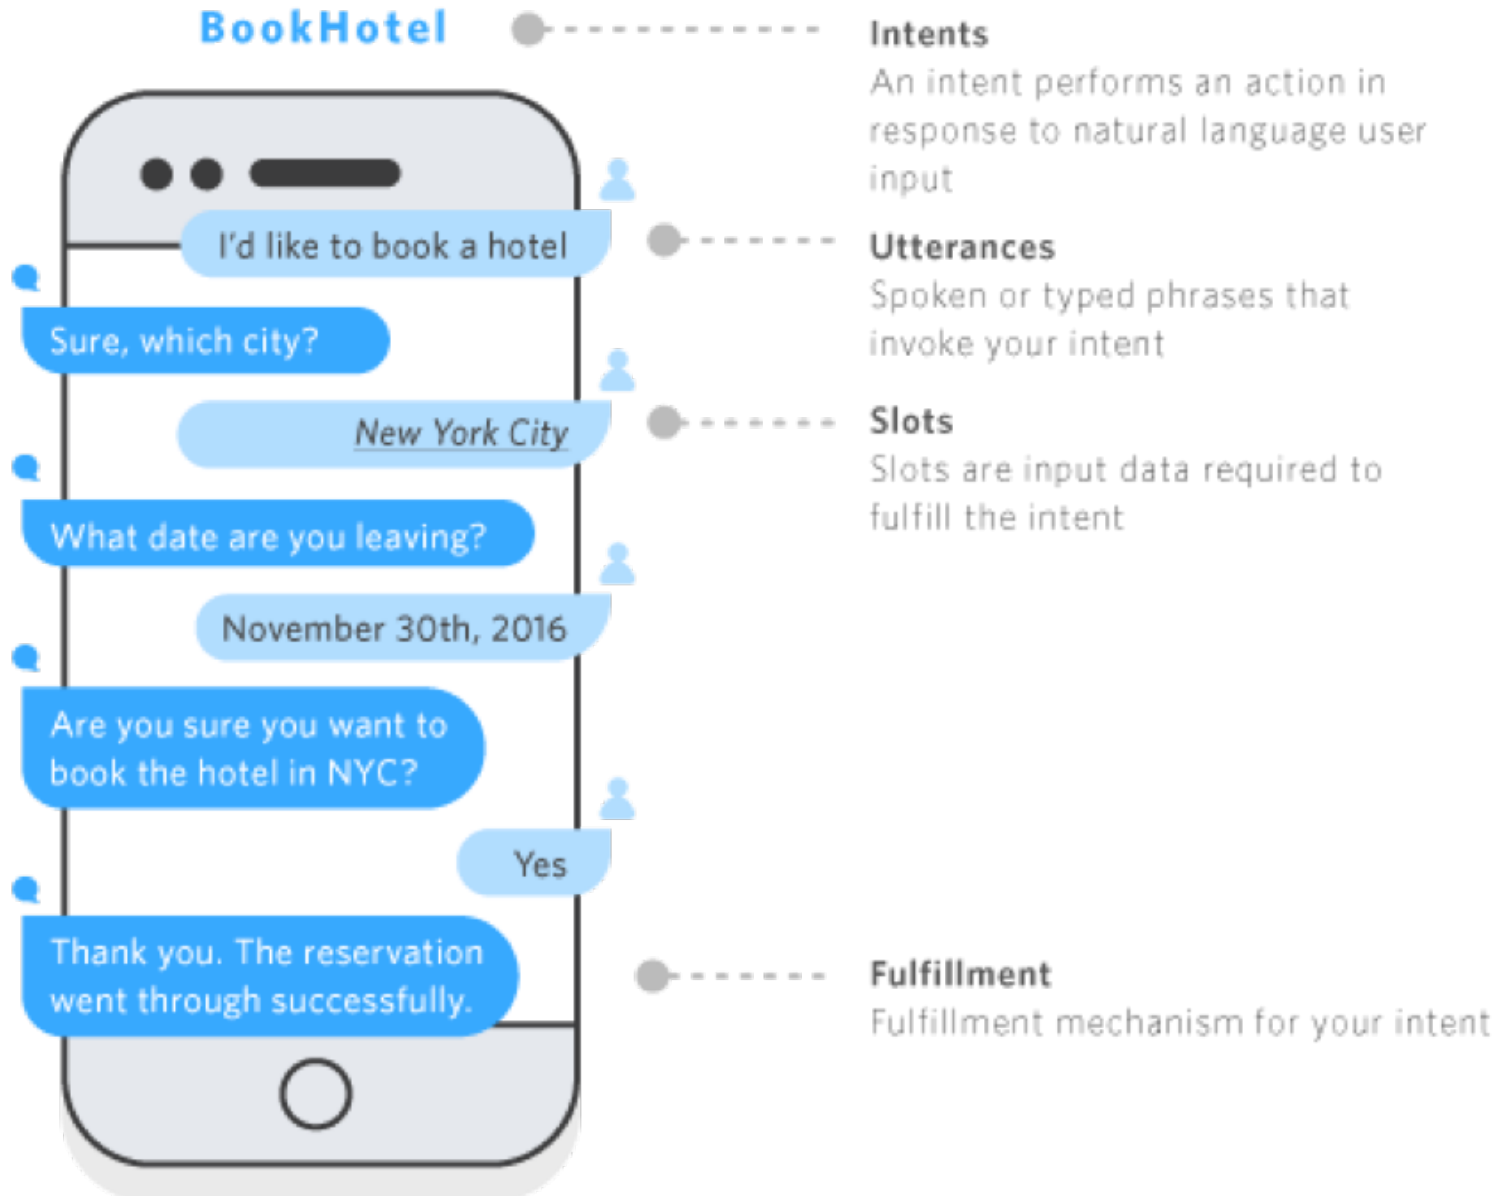 BookHotel
I'd like to book a hotel
Sure, which city?
New York City
What date are you leaving?
November 30th, 2016
Are you sure you want to
book the hotel in NYC?
Yes
Thank you. The reservation
went through successfully.
Intents
An intent performs an action in
response to natural language user
input
Utterances
Spoken or typed phrases that
invoke your intent
Slots
Slots are input data required to
fulfill the intent
Fulfillment
Fulfillment mechanism for your intent